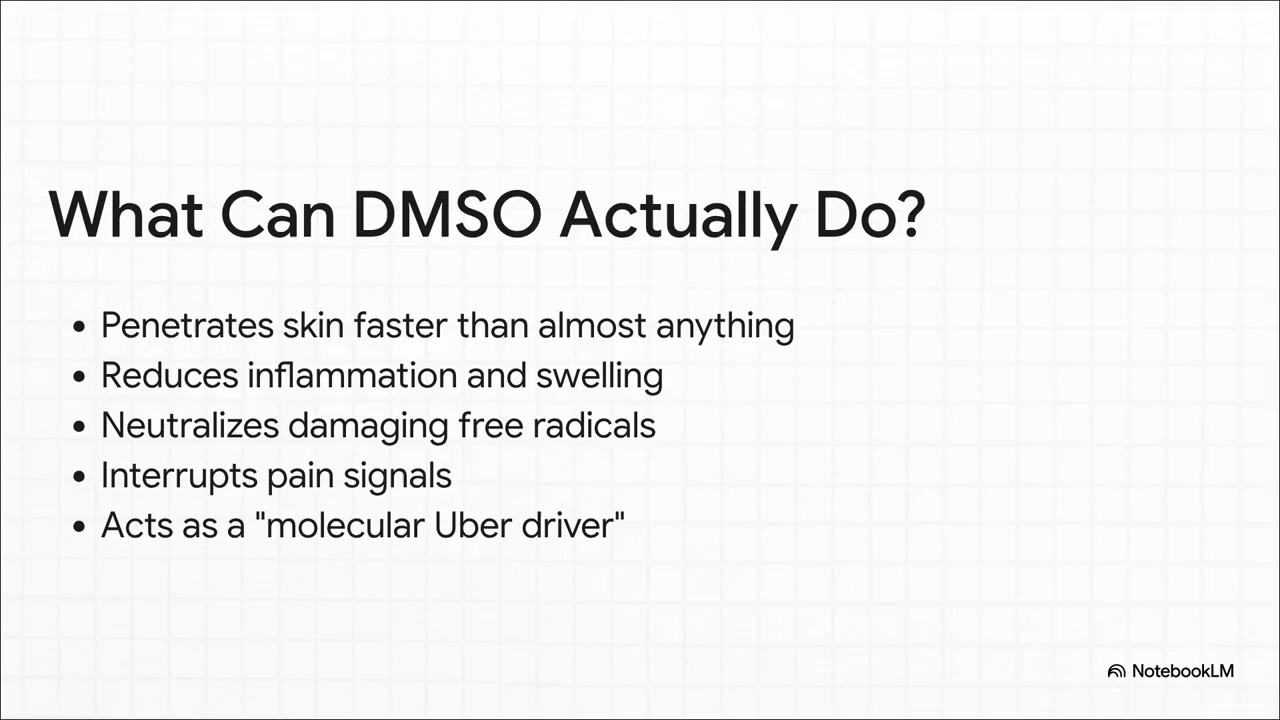 What Can DMSO Actually Do?
• Penetrates skin faster than almost anything
• Reduces inflammation and swelling
• Neutralizes damaging free radicals
• Interrupts pain signals
• Acts as a "molecular Uber driver"
NotebookLM